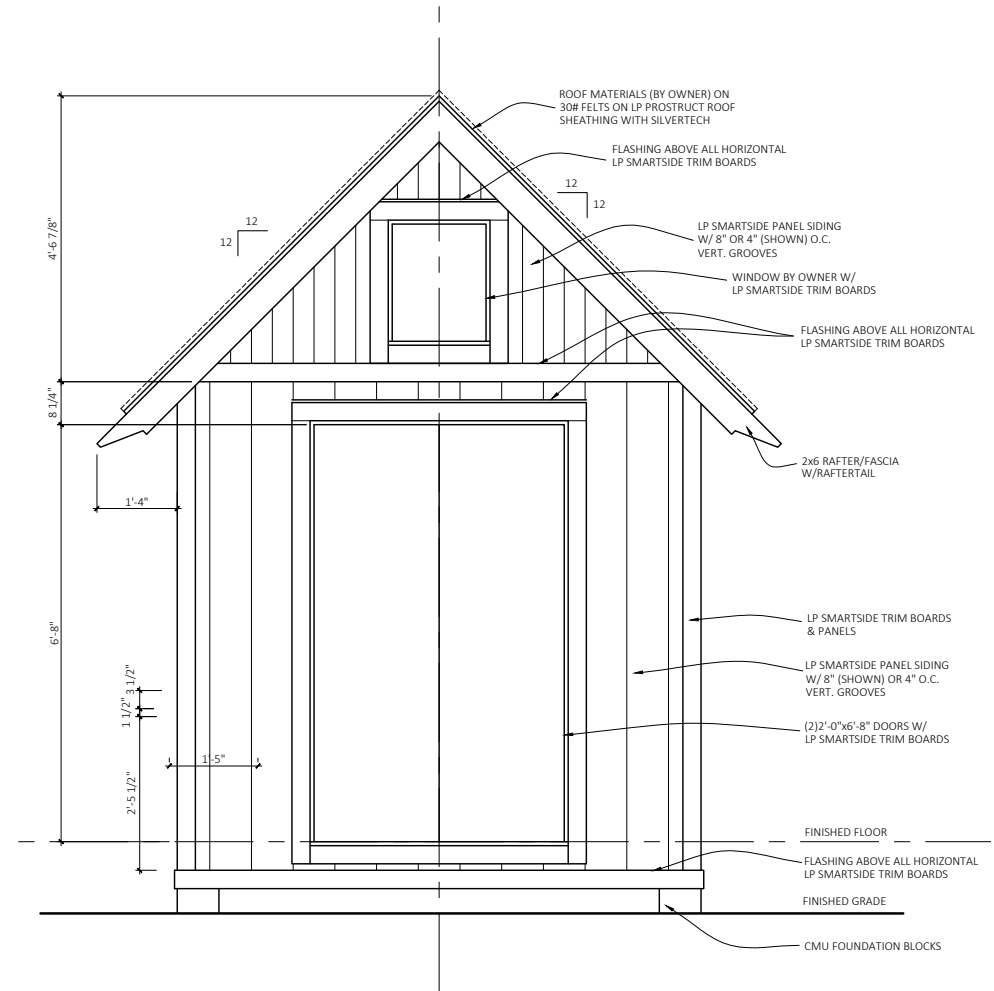 ROOF MATERIALS (BY OWNER) ON
30# FELTS ON LP PROSTRUCT ROOF
SHEATHING WITH SILVERTECH
FLASHING ABOVE ALL HORIZONTAL
LP SMARTSIDE TRIM BOARDS
12
12
12
12
LP SMARTSIDE PANEL SIDING
W/ 8" OR 4" (SHOWN) O.C.
VERT. GROOVES
4'-6 7/8"
WINDOW BY OWNER W/
LP SMARTSIDE TRIM BOARDS
FLASHING ABOVE ALL HORIZONTAL
LP SMARTSIDE TRIM BOARDS
8 1/4"
2x6 RAFTER/FASCIA
W/RAFTERTAIL
1'-4"
6'-8"
LP SMARTSIDE TRIM BOARDS
& PANELS
LP SMARTSIDE PANEL SIDING
W/ 8" (SHOWN) OR 4" O.C.
VERT. GROOVES
3 1/2"
1 1/2"
(2)2'-0"x6'-8" DOORS W/
LP SMARTSIDE TRIM BOARDS
1'-5"
2'-5 1/2"
FINISHED FLOOR
FLASHING ABOVE ALL HORIZONTAL
LP SMARTSIDE TRIM BOARDS
FINISHED GRADE
CMU FOUNDATION BLOCKS